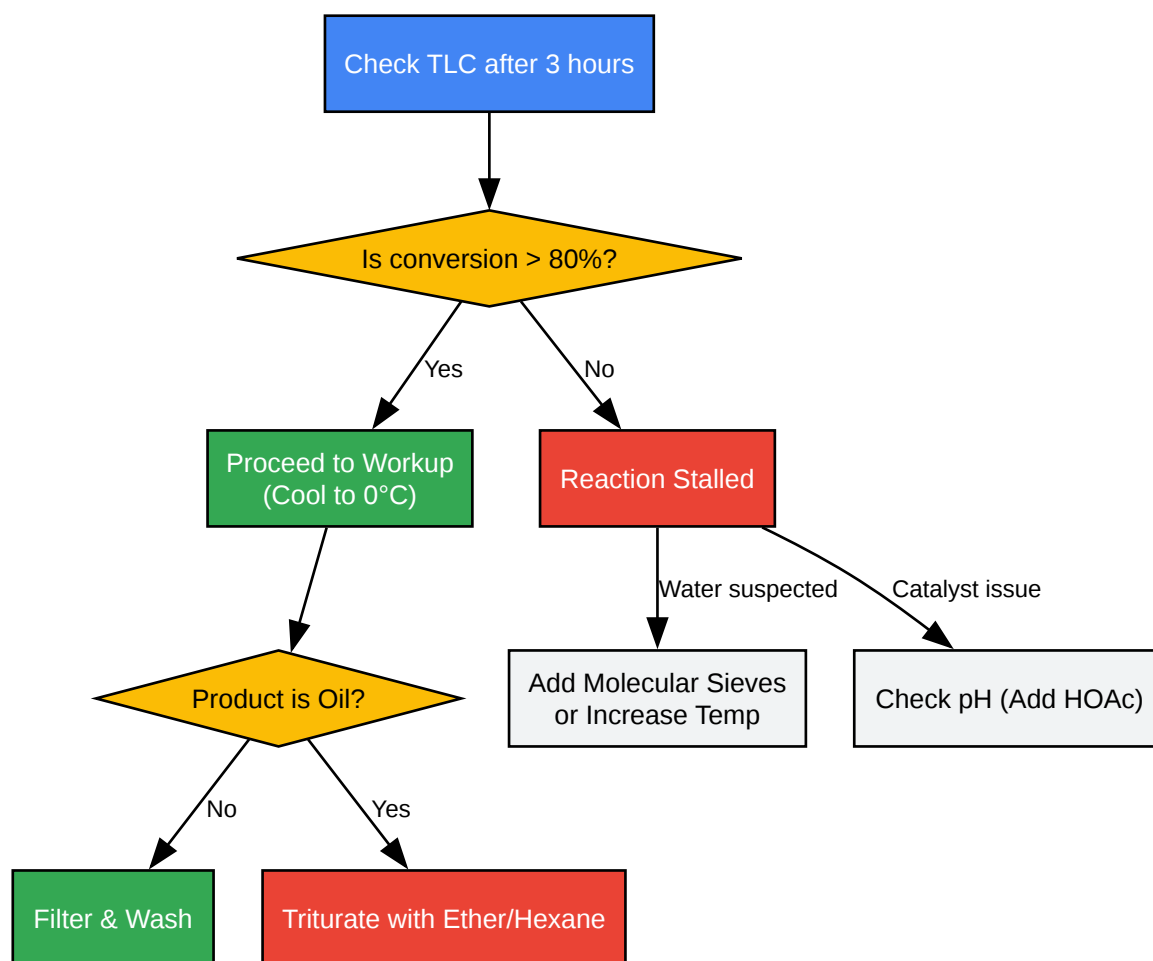 Check TLC after 3 hours
Is conversion > 80%?
Yes
No
Proceed to Workup
(Cool to 0°C)
Reaction Stalled
Water suspected
Catalyst issue
Product is Oil?
Add Molecular Sieves
or Increase Temp
Check pH (Add HOAc)
No
Yes
Filter & Wash
Triturate with Ether/Hexane